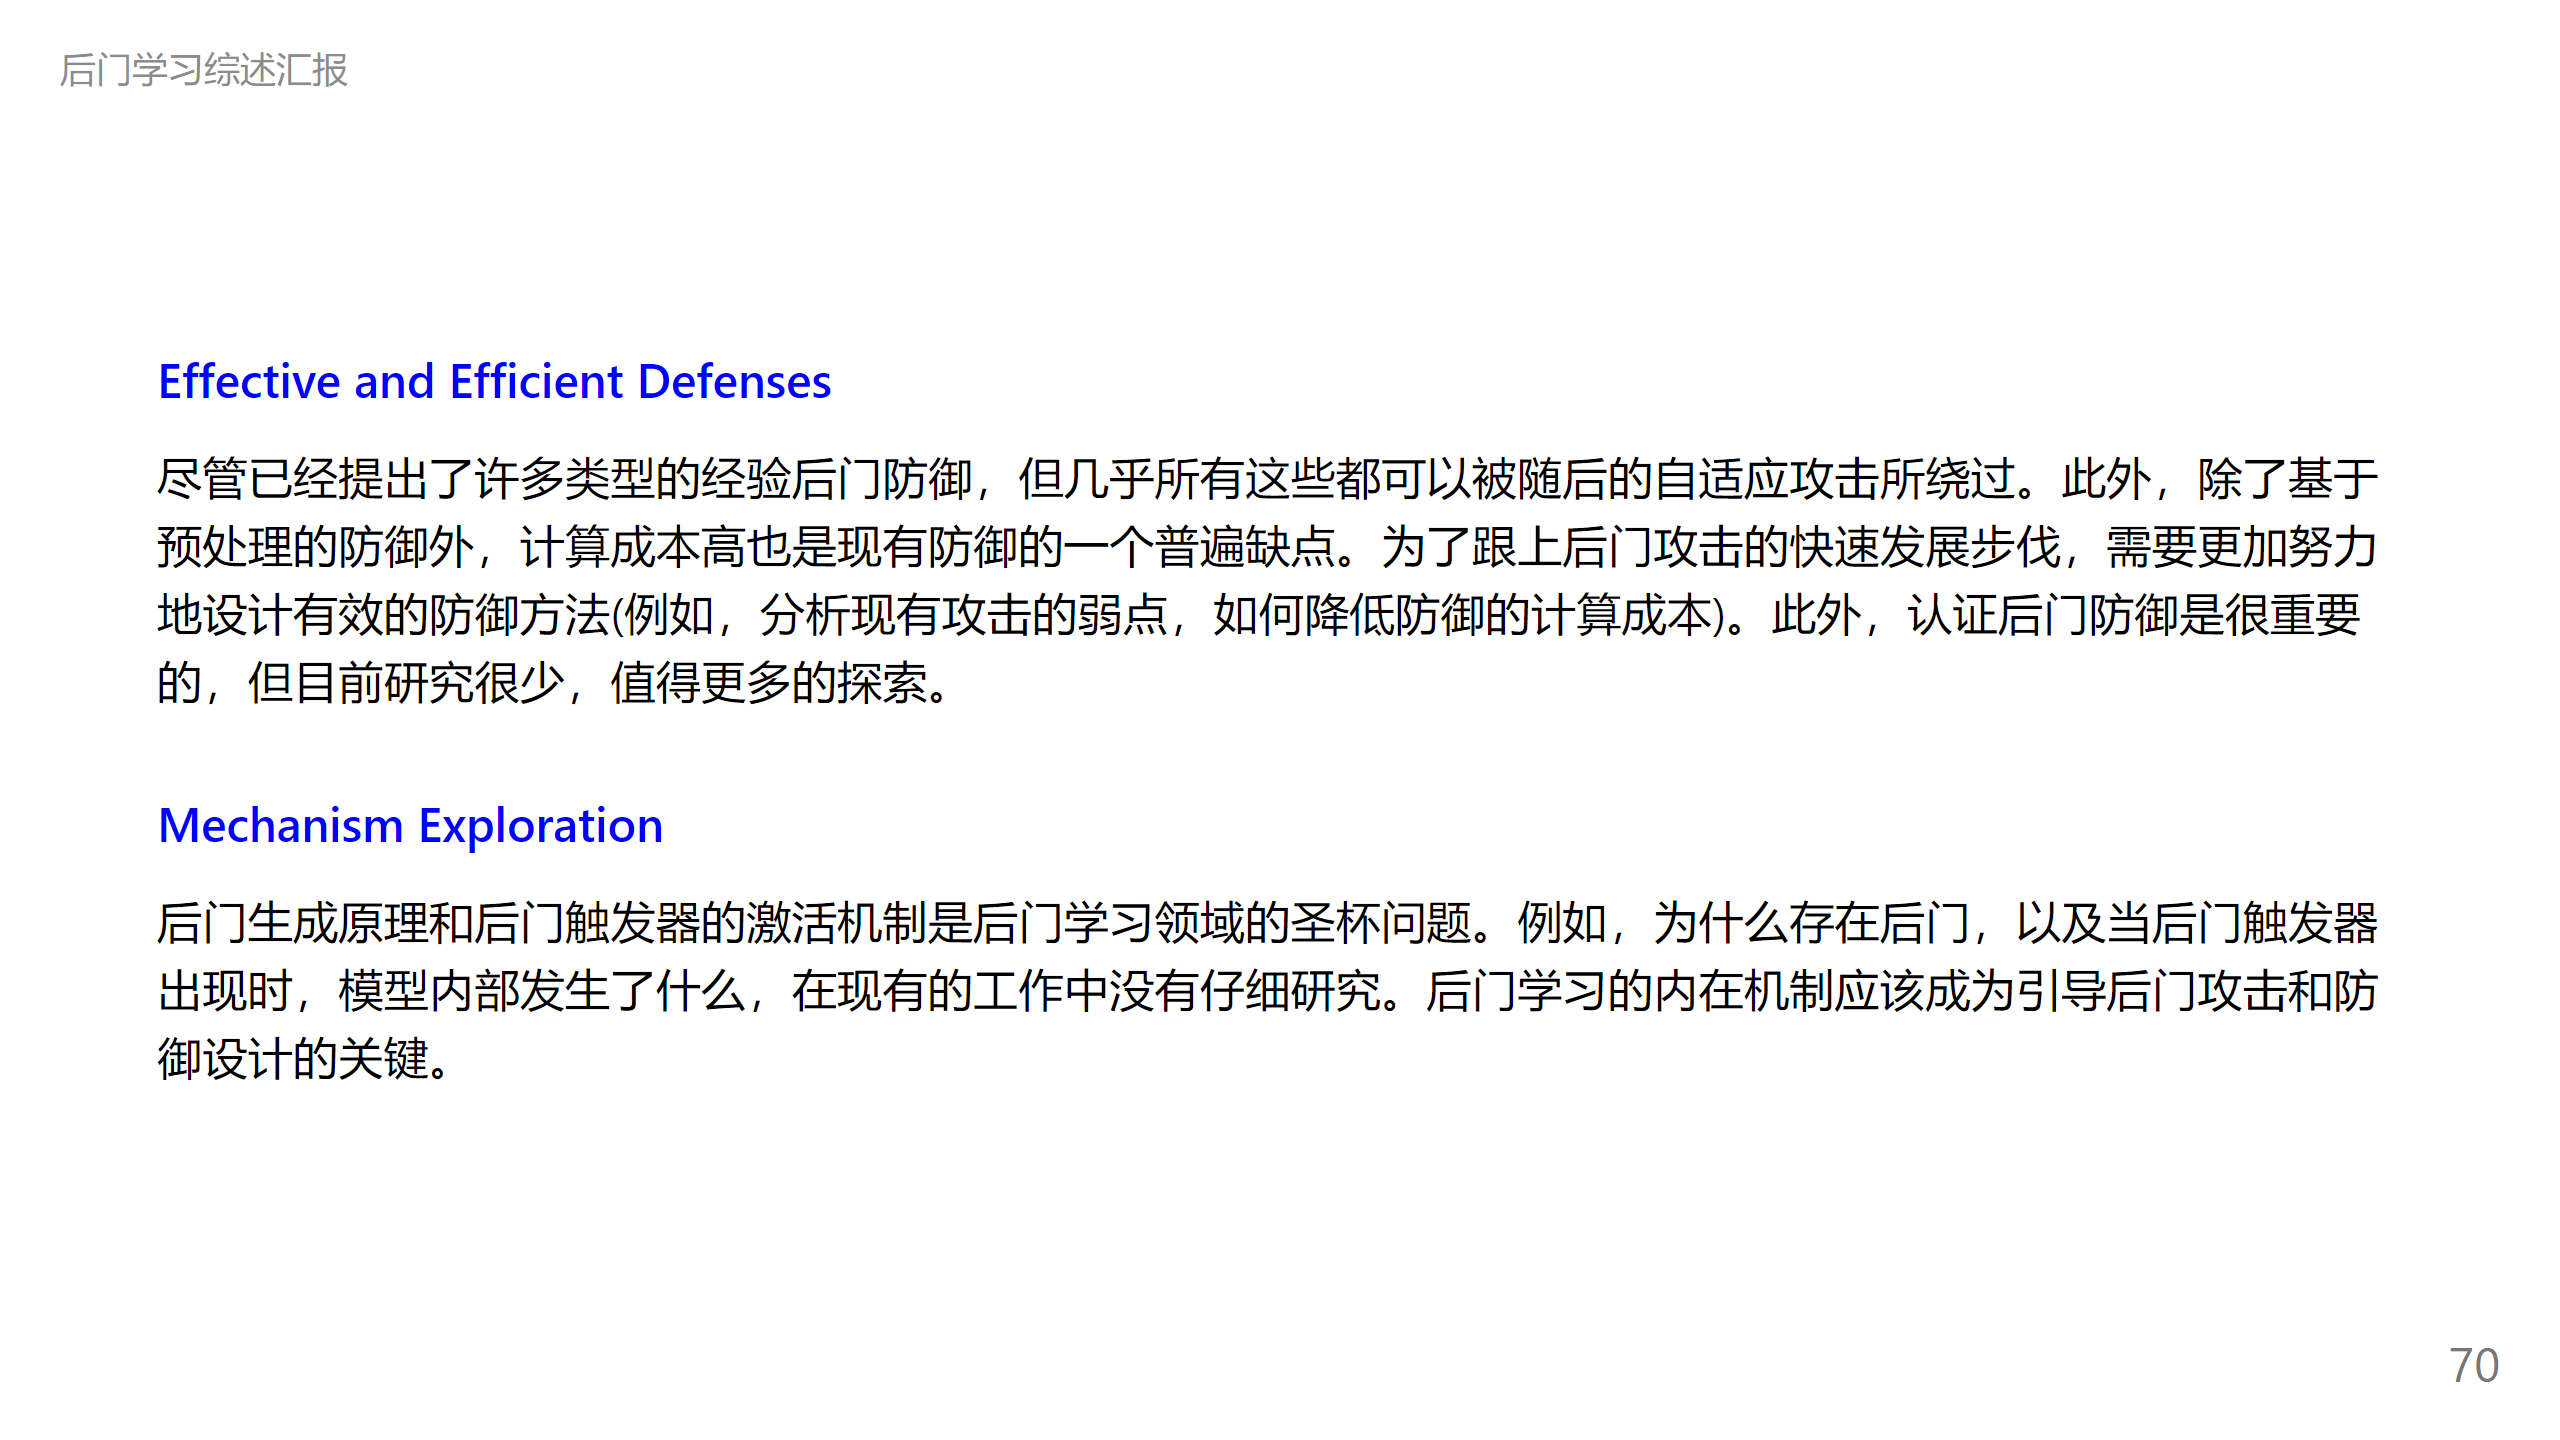 后门学习综述汇报
Effective and Efficient Defenses
尽管已经提出了许多类型的经验后门防御，但几乎所有这些都可以被随后的自适应攻击所绕过。此外，除了基于
预处理的防御外，计算成本高也是现有防御的一个普遍缺点。为了跟上后门攻击的快速发展步伐，需要更加努力
地设计有效的防御方法(例如，分析现有攻击的弱点，如何降低防御的计算成本)。此外，认证后门防御是很重要
的，但目前研究很少，值得更多的探索。
Mechanism Exploration
后门生成原理和后门触发器的激活机制是后门学习领域的圣杯问题。例如，为什么存在后门，以及当后门触发器
出现时，模型内部发生了什么，在现有的工作中没有仔细研究。后门学习的内在机制应该成为引导后门攻击和防
御设计的关键。
70